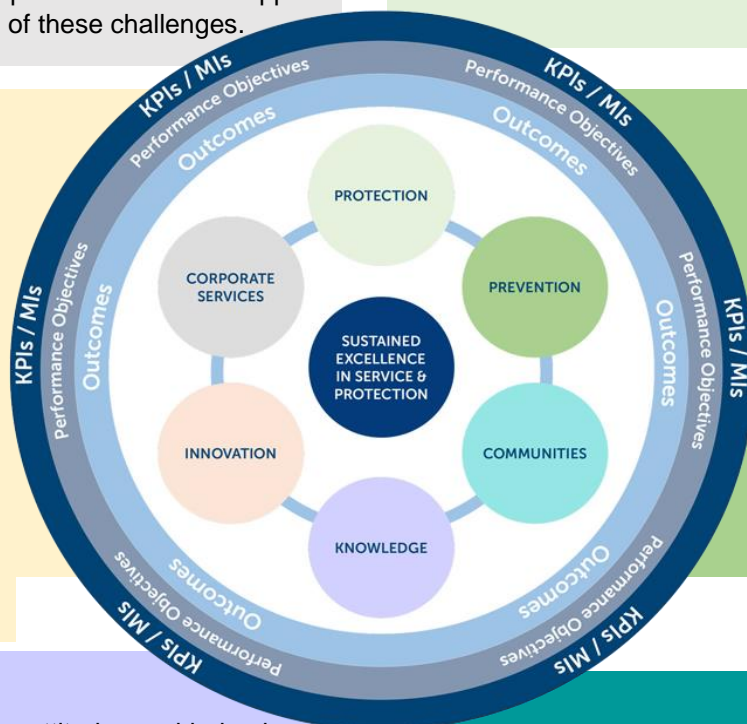 of these challenges.
KPIs / MIs
KPIs / MIs
Performance Objectives
Performance Objectives
Outcomes
Outcomes
PROTECTION
CORPORATE
SERVICES
PREVENTION
SUSTAINED
EXCELLENCE
IN SERVICE &
PROTECTION
KPIs / MIs
Performance Objectives
Outcomes
Outcomes
Performance Objectives
KPIs / MIs
INNOVATION
COMMUNITIES
KNOWLEDGE
Outcomes
Outcomes
Performance Objectives
Performance Objectives
KPIs / MIs
KPIs / MIs